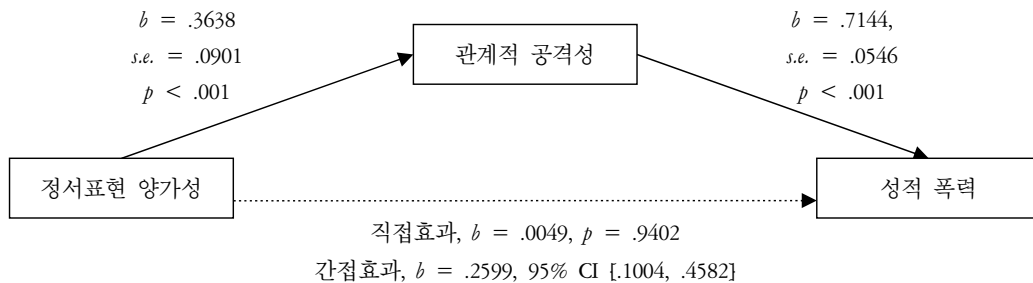 b = .3638
s.e. = .0901
p < .001
관계적 공격성
b = .7144,
s.e. = .0546
p < .001
정서표현 양가성
성적 폭력
직접효과, b = .0049, p = .9402
간접효과, b = .2599, 95% CI [.1004, .4582]